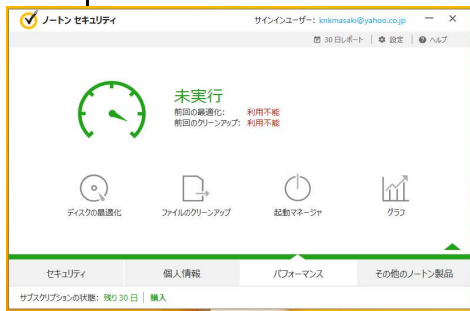 ノートン セキュリティ
サインインユーザー: knkmasaki@yahoo.co.jp
30 日レポート | 設定 | ヘルプ
未実行
前回の最適化: 利用不能
前回のクリーンアップ: 利用不能
ディスクの最適化
ファイルのクリーンアップ
起動マネージャ
グラフ
セキュリティ
個人情報
パフォーマンス
その他のノートン製品
サブスクリプションの状態: 残り 30 日 | 購入